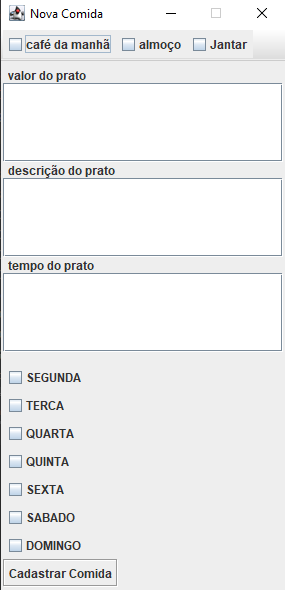 Nova Comida
café da manhã almoço Jantar
valor do prato
descrição do prato
tempo do prato
SEGUNDA
TERCA
QUARTA
QUINTA
SEXTA
SABADO
DOMINGO
Cadastrar Comida